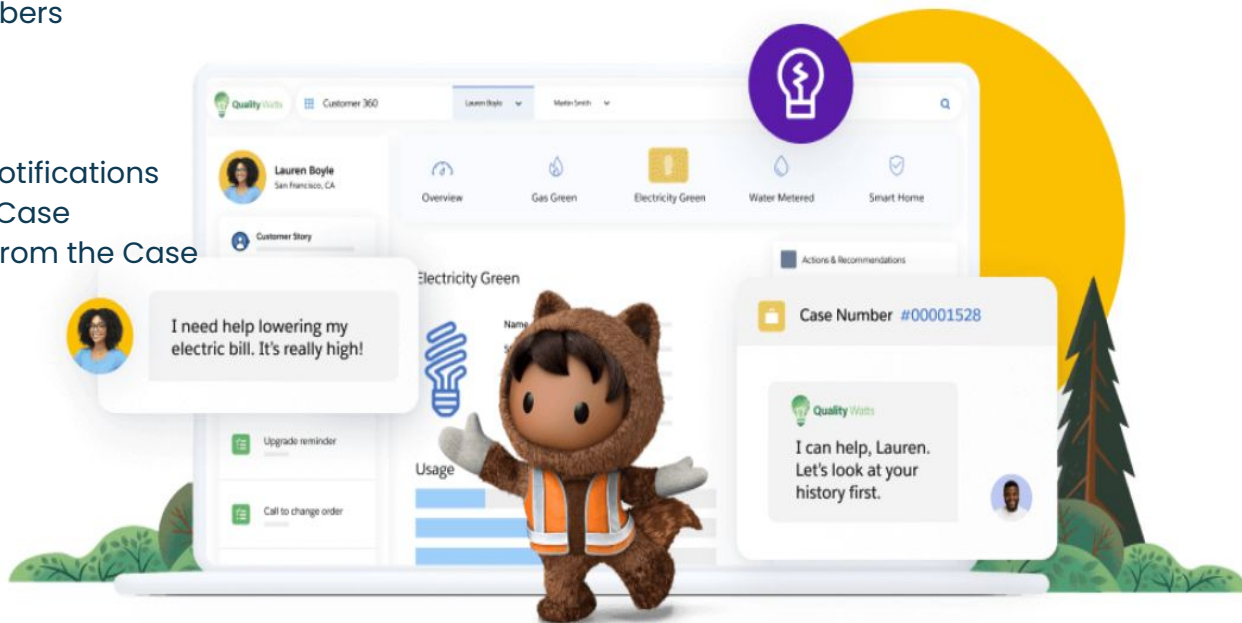 bers
otifications
Case
rom the Case
Quality Watts
Customer 360
Lauren Boyle
Martin Smith
Lauren Boyle
San Francisco, CA
Overview
Gas Green
Electricity Green
Water Metered
Smart Home
Customer Story
Actions & Recommendations
Electricity Green
Name
I need help lowering my
electric bill. It's really high!
Case Number #00001528
Quality Watts
I can help, Lauren.
Let's look at your
history first.
Upgrade reminder
Usage
Call to change order